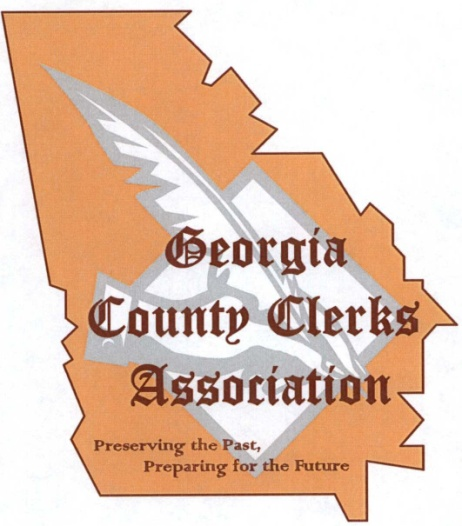 Georgia
County Clerks
Association
Preserving the Past,
Preparing for the Future